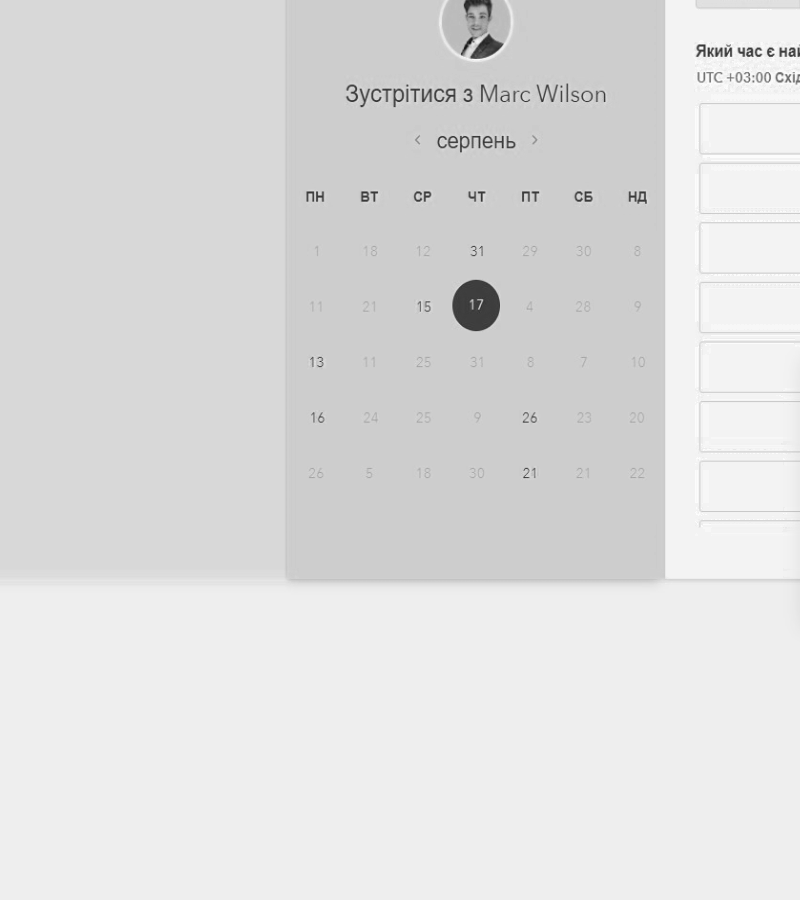 Зустрітися з Marc Wilson
‹ серпень ›
ПН ВТ СР ЧТ ПТ СБ НД
1 18 12 31 29 30 8
11 21 15 17 4 28 9
13 11 25 31 8 7 10
16 24 25 9 26 23 20
26 5 18 30 21 21 22
Який час є най
UTC +03:00 Схід